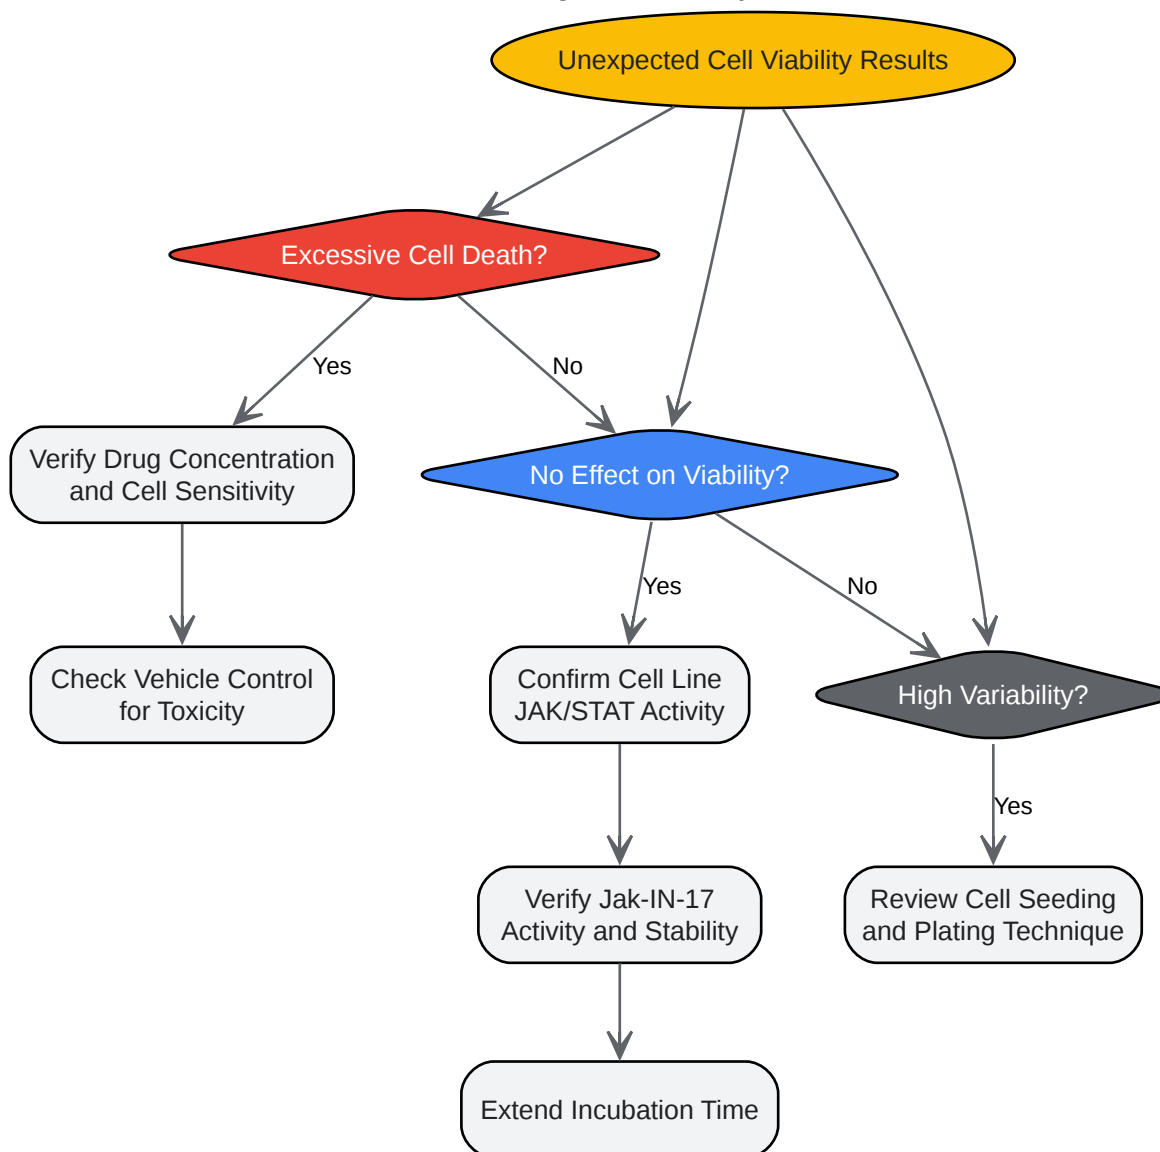 Unexpected Cell Viability Results
Excessive Cell Death?
Yes
No
Verify Drug Concentration
and Cell Sensitivity
No Effect on Viability?
Yes
No
Check Vehicle Control
for Toxicity
Confirm Cell Line
JAK/STAT Activity
High Variability?
Yes
Verify Jak-IN-17
Activity and Stability
Review Cell Seeding
and Plating Technique
Extend Incubation Time